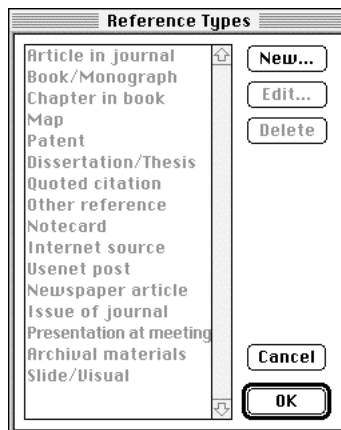 Reference Types
Article in journal
Book/Monograph
Chapter in book
Map
Patent
Dissertation/Thesis
Quoted citation
Other reference
Notecard
Internet source
Usenet post
Newspaper article
Issue of journal
Presentation at meeting
Archival materials
Slide/Visual
New...
Edit...
Delete
Cancel
OK